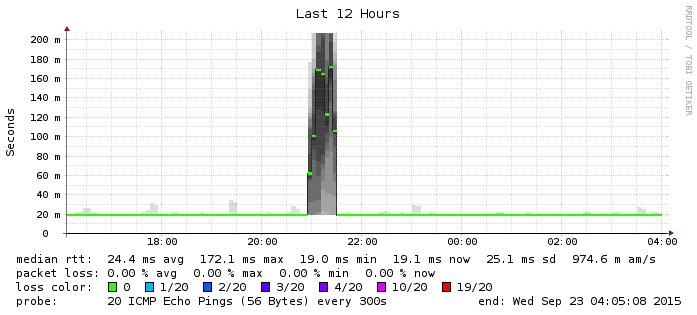 Last 12 Hours
RRDTOOL / TOBI OETIKER
Seconds
200 m
180 m
160 m
140 m
120 m
100 m
80 m
60 m
40 m
20 m
0
18:00 20:00 22:00 00:00 02:00 04:00
median rtt: 24.4 ms avg 172.1 ms max 19.0 ms min 19.1 ms now 25.1 ms sd 974.6 m am/s
packet loss: 0.00 % avg 0.00 % max 0.00 % min 0.00 % now
loss color: 0 1/20 2/20 3/20 4/20 10/20 19/20
probe: 20 ICMP Echo Pings (56 Bytes) every 300s end: Wed Sep 23 04:05:08 2015